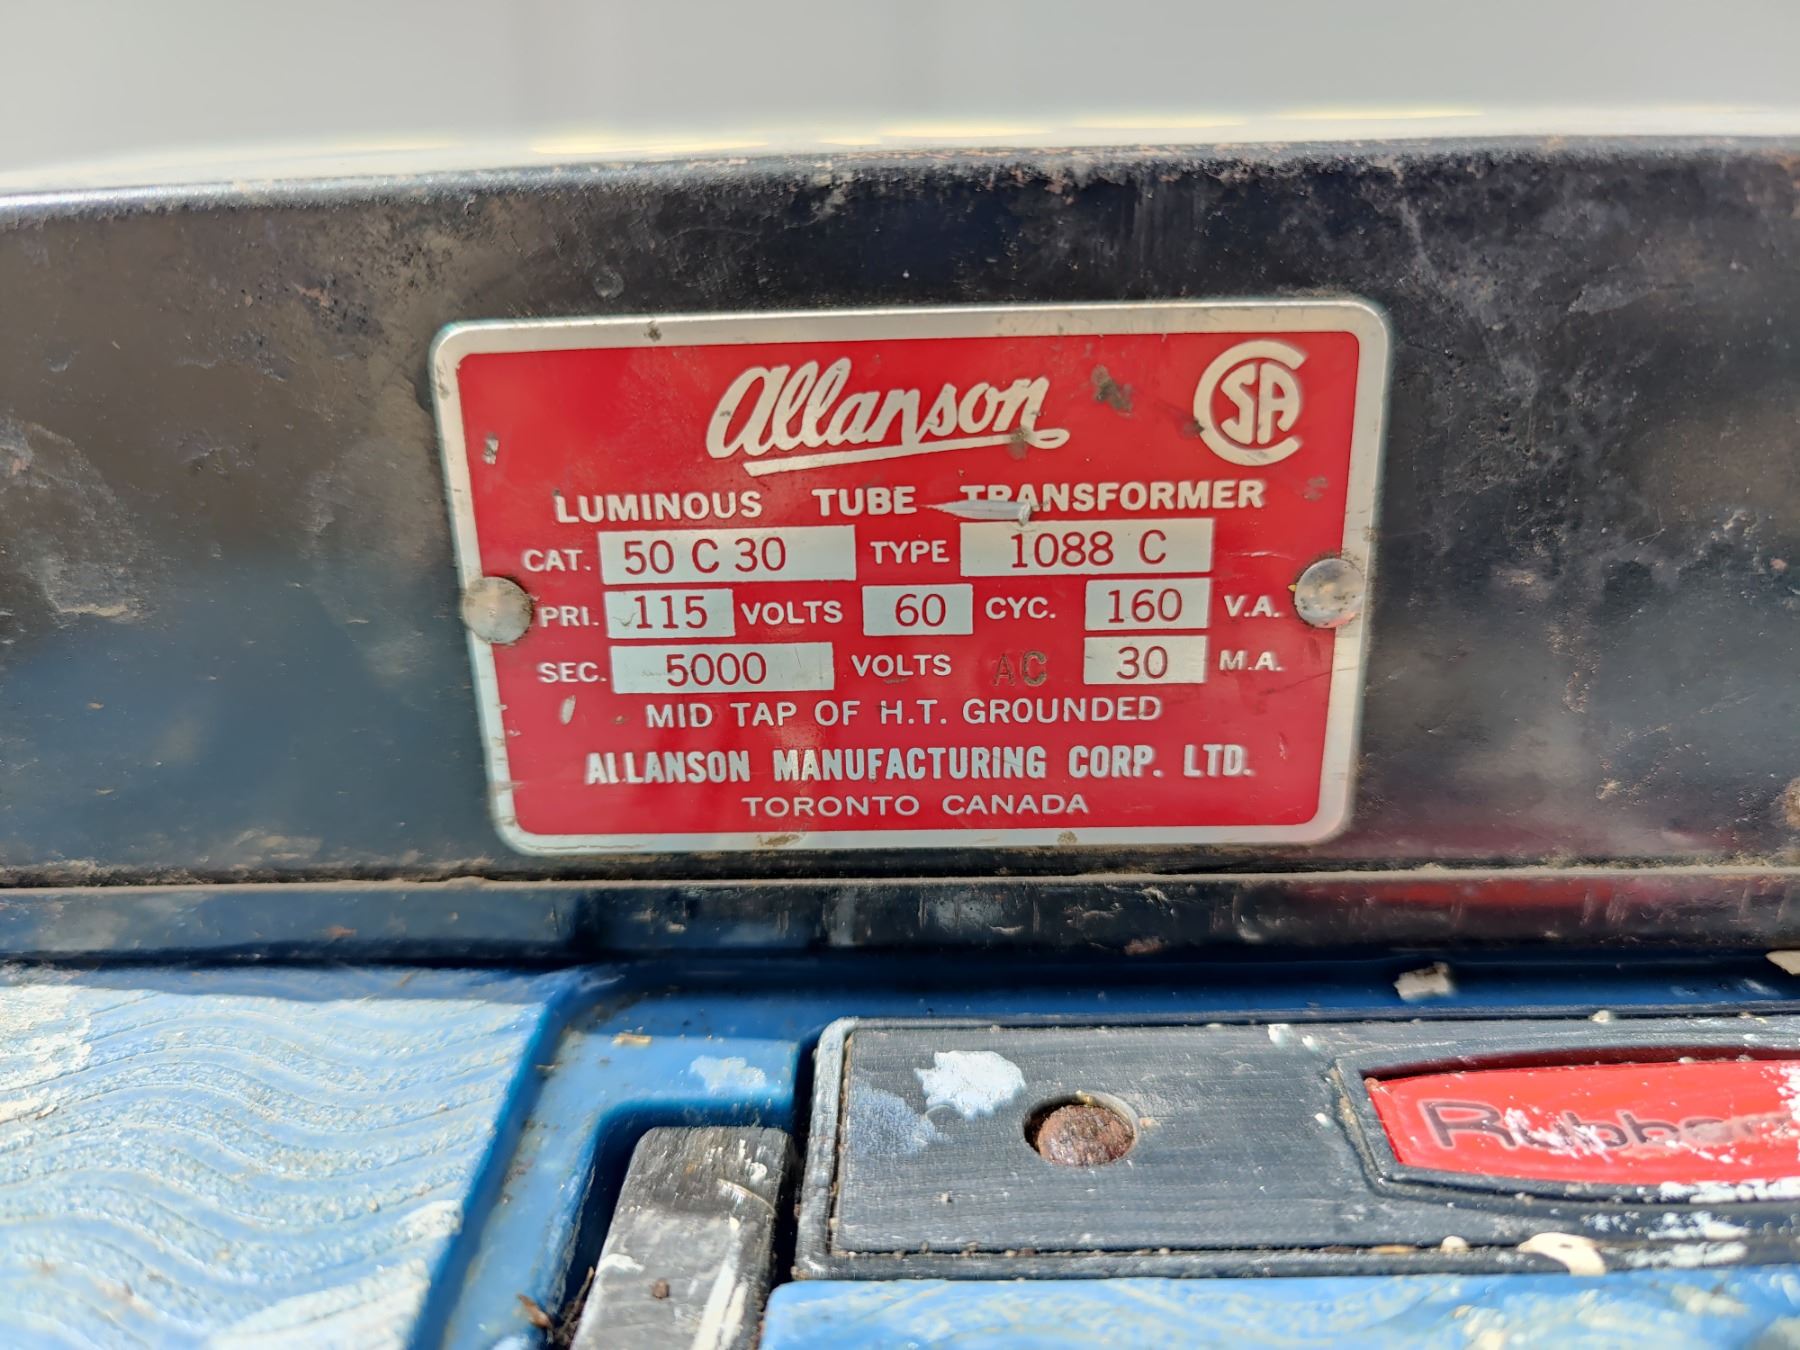 Allanson
CSA
LUMINOUS TUBE TRANSFORMER
CAT. 50 C 30 TYPE 1088 C
PRI. 115 VOLTS 60 CYC. 160 V.A.
SEC. 5000 VOLTS AC 30 M.A.
MID TAP OF H.T. GROUNDED
ALLANSON MANUFACTURING CORP. LTD.
TORONTO CANADA